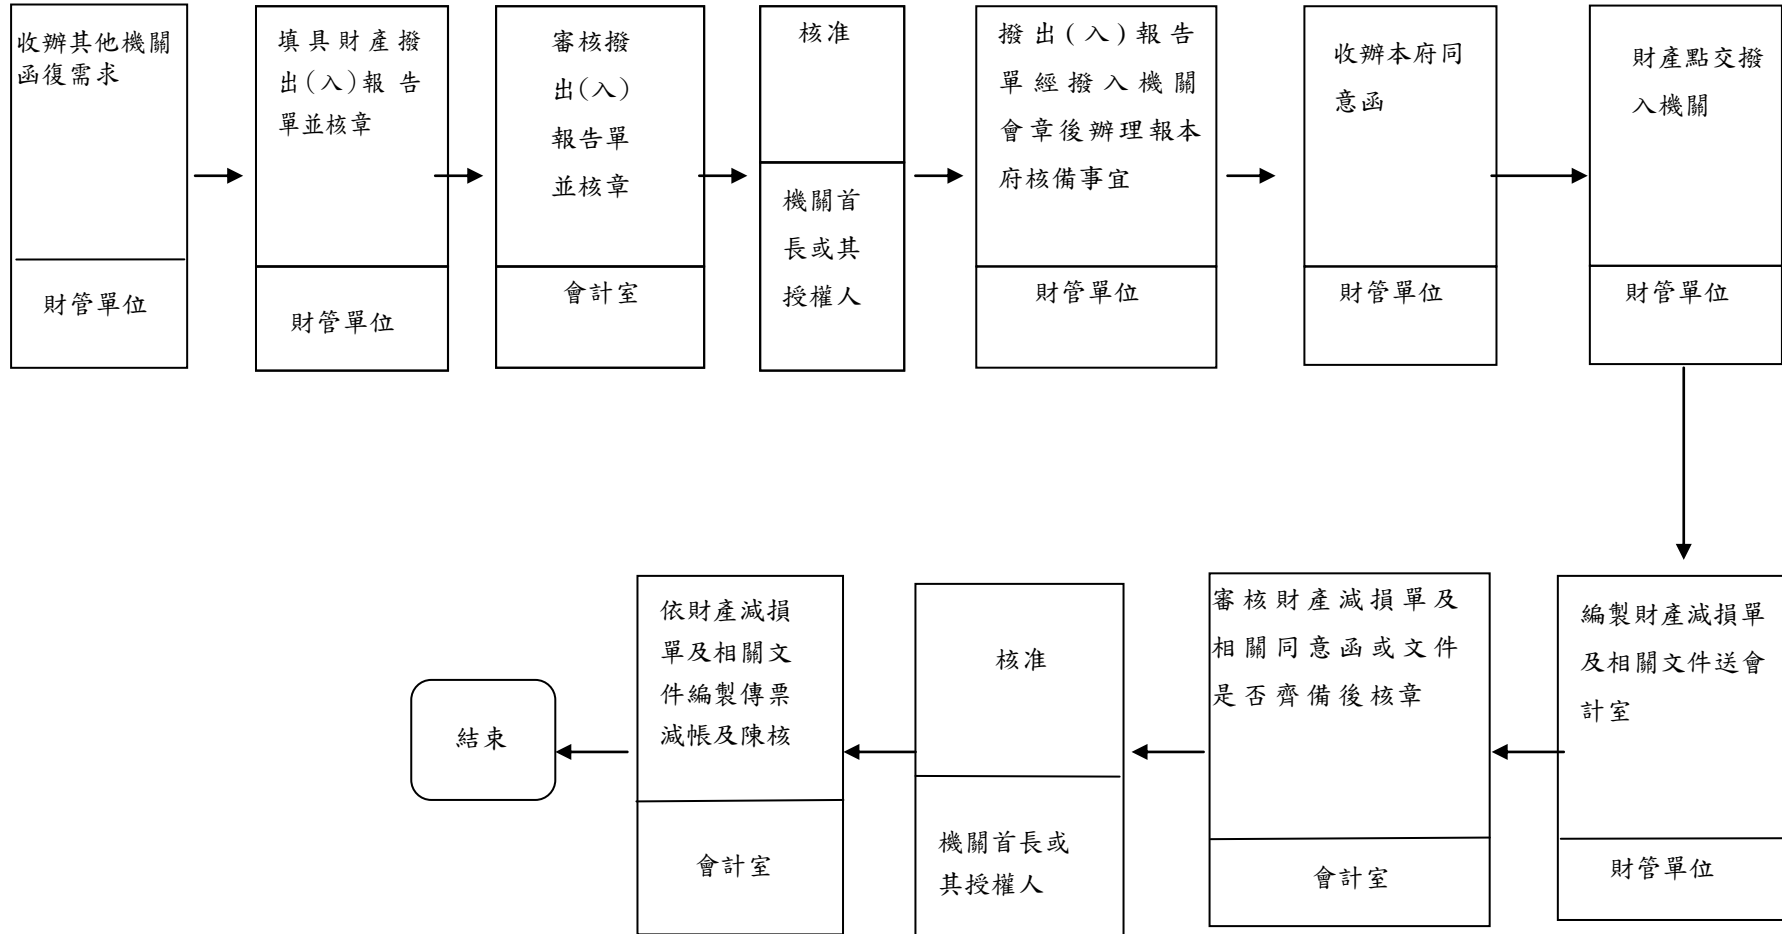 收辦其他機關
函復需求
財管單位
填具財產撥
出(入)報告
單並核章
財管單位
審核撥
出(入)
報告單
並核章
會計室
核准
機關首
長或其
授權人
撥出(入)報告
單經撥入機關
會章後辦理報本
府核備事宜
財管單位
收辦本府同
意函
財管單位
財產點交撥
入機關
財管單位
編製財產減損單
及相關文件送會
計室
財管單位
審核財產減損單及
相關同意函或文件
是否齊備後核章
會計室
核准
機關首長或
其授權人
依財產減損
單及相關文
件編製傳票
減帳及陳核
會計室
結束